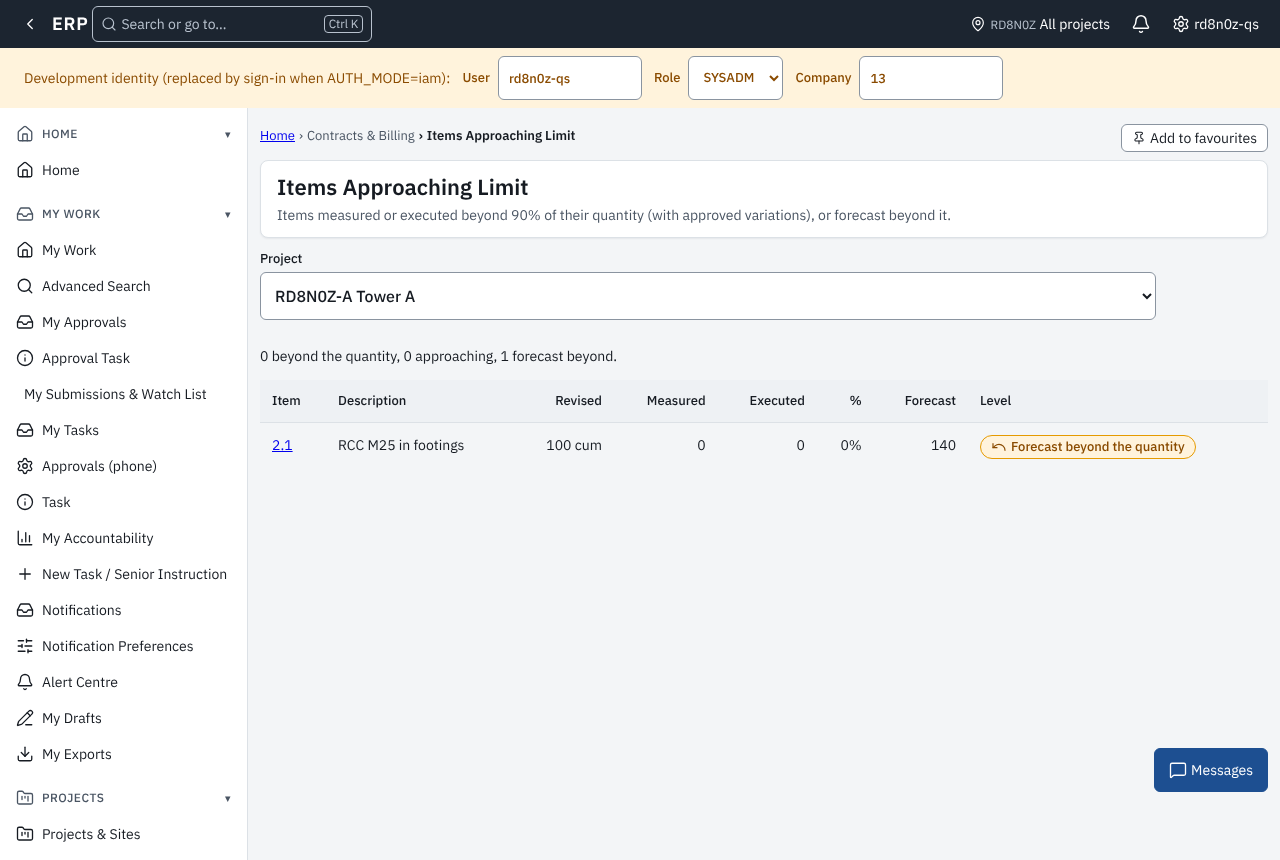 ERP
Search or go to...
Ctrl K
RD8N0Z All projects
rd8n0z-qs
Development identity (replaced by sign-in when AUTH_MODE=iam): User rd8n0z-qs Role SYSADM Company 13
HOME
Home
MY WORK
My Work
Advanced Search
My Approvals
Approval Task
My Submissions & Watch List
My Tasks
Approvals (phone)
Task
My Accountability
New Task / Senior Instruction
Notifications
Notification Preferences
Alert Centre
My Drafts
My Exports
PROJECTS
Projects & Sites
Home › Contracts & Billing › Items Approaching Limit
Add to favourites
Items Approaching Limit
Items measured or executed beyond 90% of their quantity (with approved variations), or forecast beyond it.
Project
RD8N0Z-A Tower A
0 beyond the quantity, 0 approaching, 1 forecast beyond.
Item Description Revised Measured Executed % Forecast Level
2.1 RCC M25 in footings 100 cum 0 0 0% 140 Forecast beyond the quantity
Messages